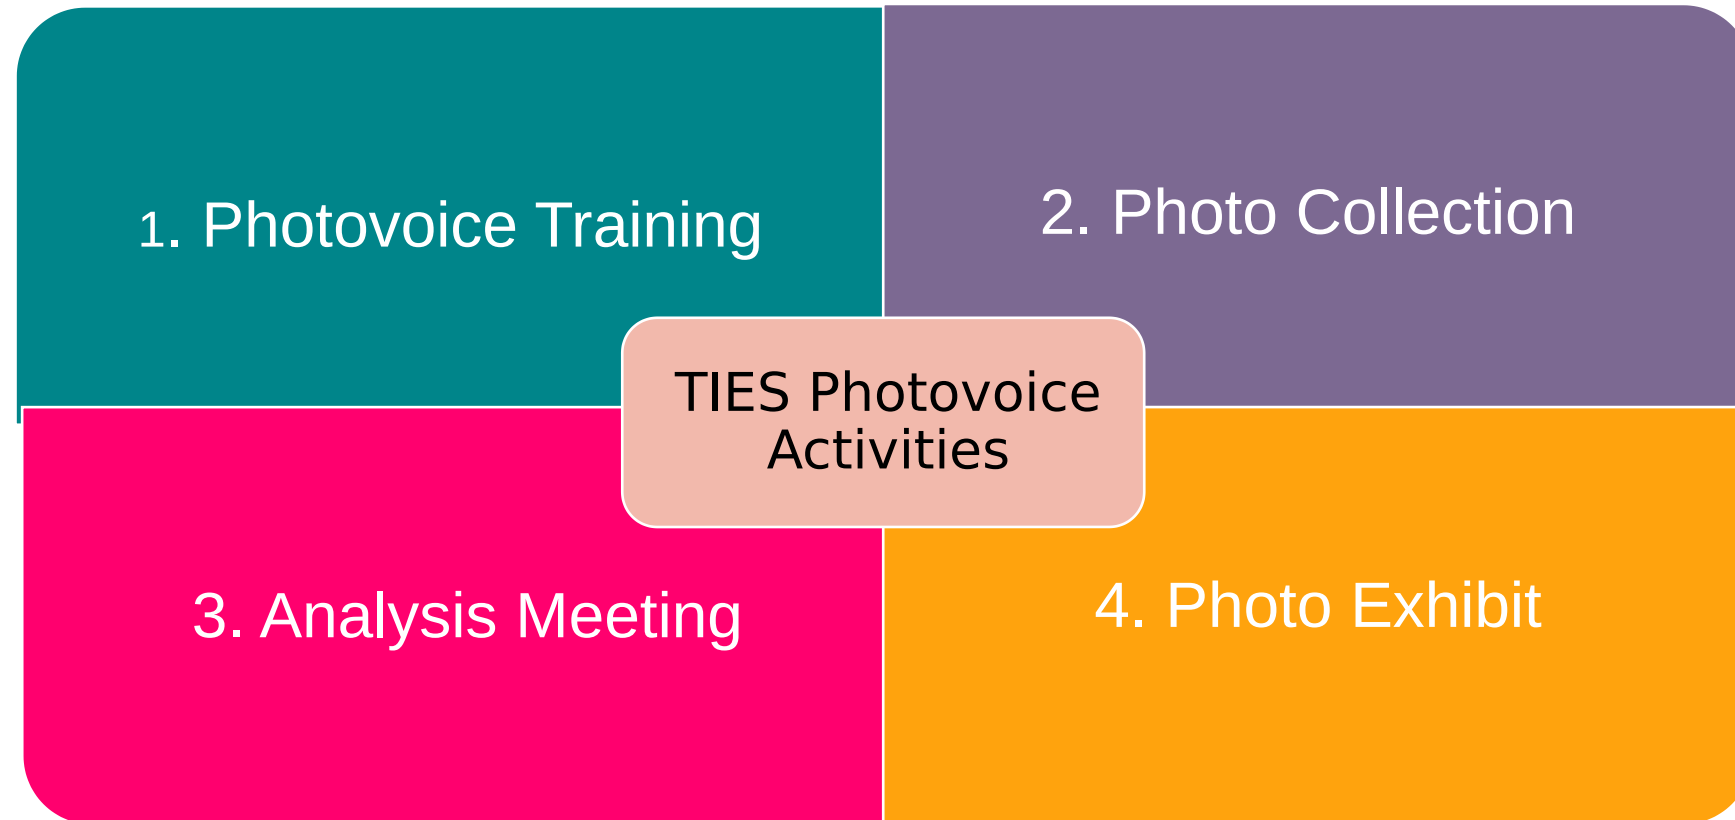 1. Photovoice Training
2. Photo Collection
TIES Photovoice
Activities
3. Analysis Meeting
4. Photo Exhibit